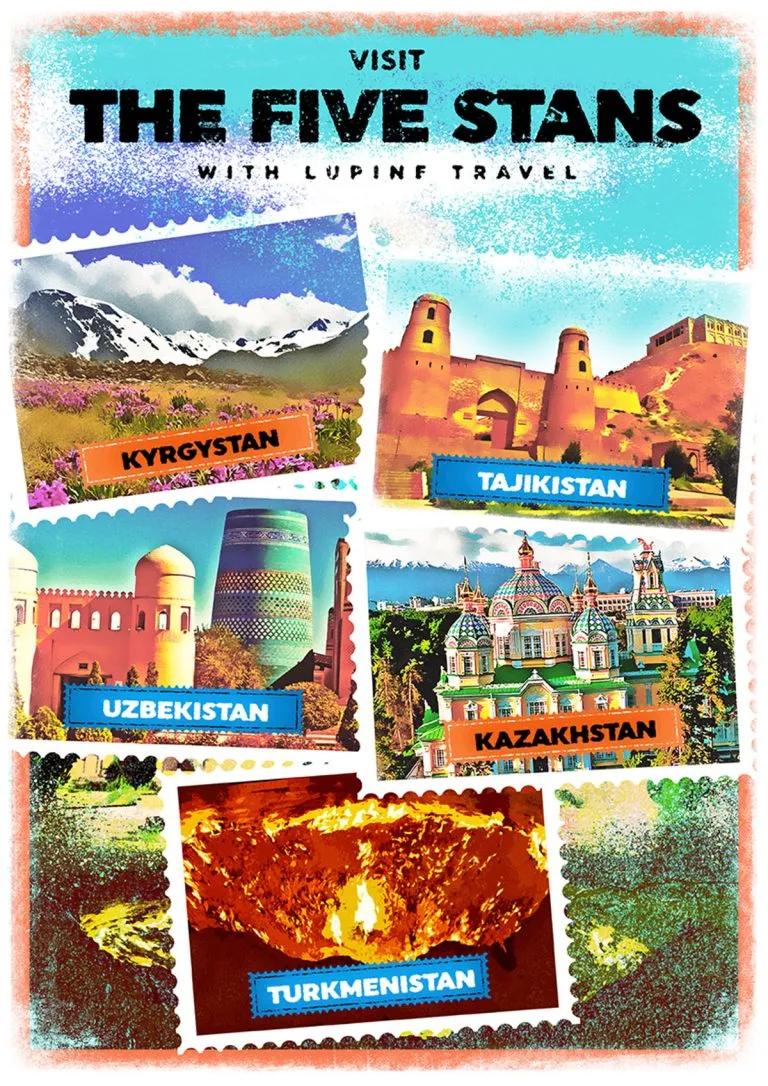 VISIT
THE FIVE STANS
WITH LUPINE TRAVEL
KYRGYSTAN
TAJIKISTAN
UZBEKISTAN
KAZAKHSTAN
TURKMENISTAN